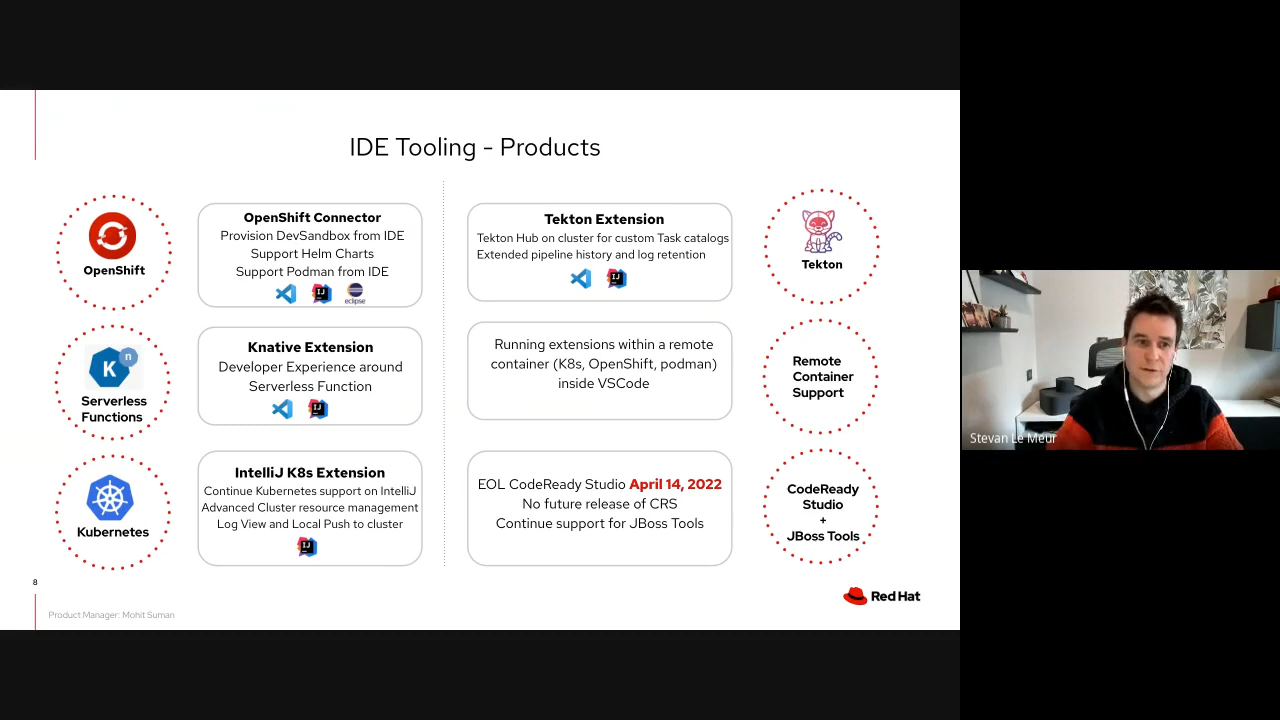 IDE Tooling - Products
OpenShift
OpenShift Connector
Provision DevSandbox from IDE
Support Helm Charts
Support Podman from IDE
IJ
eclipse
Tekton Extension
Tekton Hub on cluster for custom Task catalogs
Extended pipeline history and log retention
IJ
Tekton
K
n
Serverless
Functions
Knative Extension
Developer Experience around
Serverless Function
IJ
Running extensions within a remote
container (K8s, OpenShift, podman)
inside VSCode
Remote
Container
Support
Kubernetes
IntelliJ K8s Extension
Continue Kubernetes support on IntelliJ
Advanced Cluster resource management
Log View and Local Push to cluster
IJ
EOL CodeReady Studio April 14, 2022
No future release of CRS
Continue support for JBoss Tools
CodeReady
Studio
+
JBoss Tools
8
Product Manager: Mohit Suman
Red Hat
Stevan Le Meur